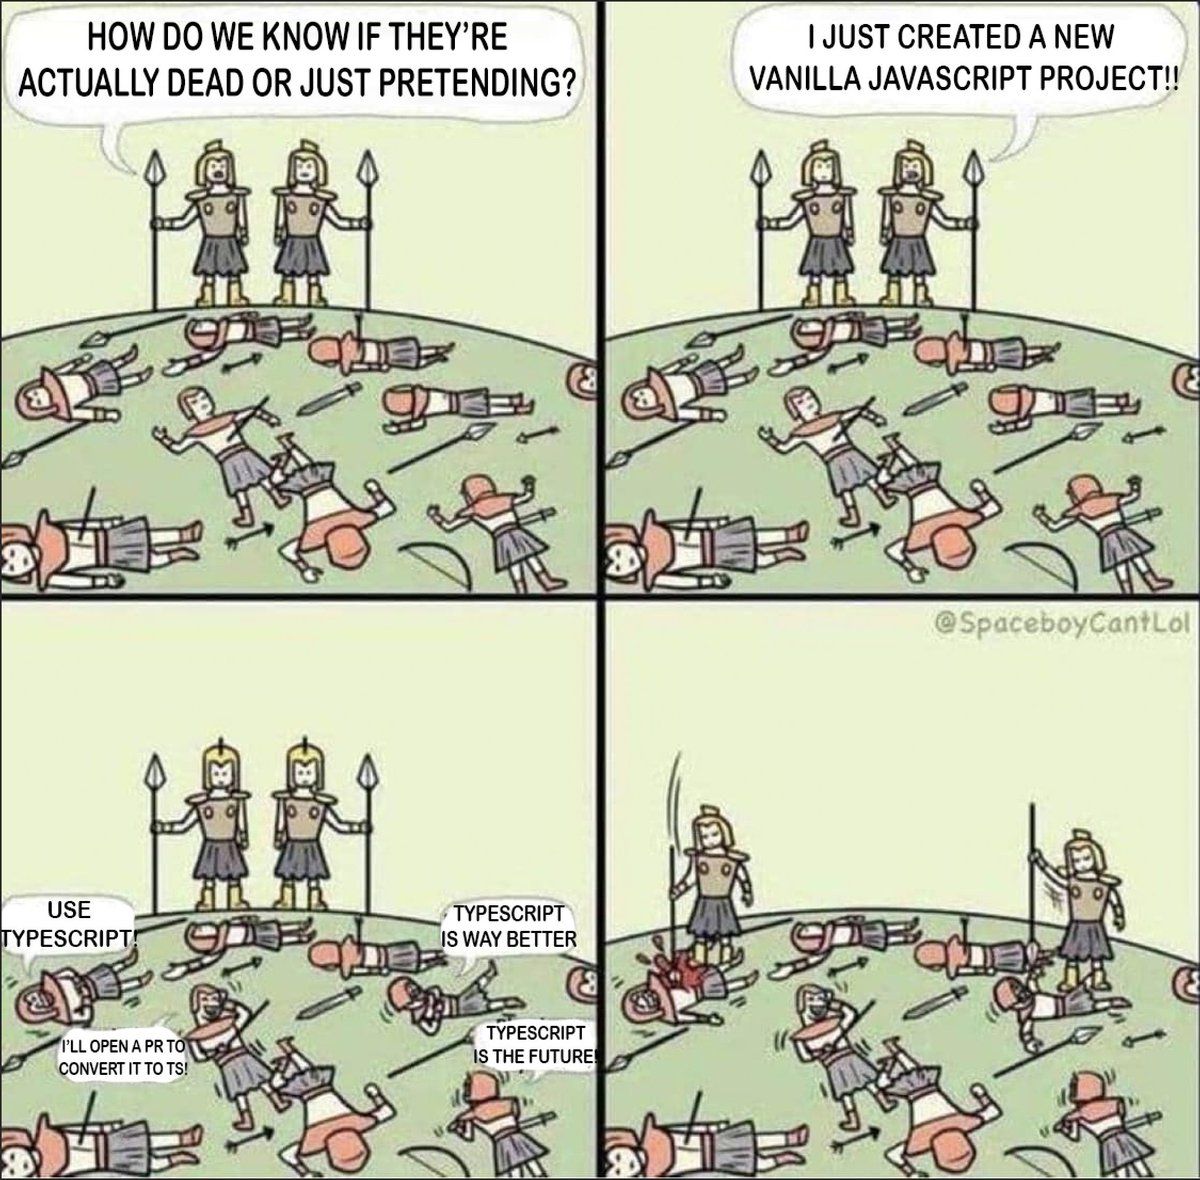 HOW DO WE KNOW IF THEY'RE
ACTUALLY DEAD OR JUST PRETENDING?
I JUST CREATED A NEW
VANILLA JAVASCRIPT PROJECT!!
USE
TYPESCRIPT!
TYPESCRIPT
IS WAY BETTER
I'LL OPEN A PR TO
CONVERT IT TO TS!
TYPESCRIPT
IS THE FUTURE!
@SpaceboyCantLol